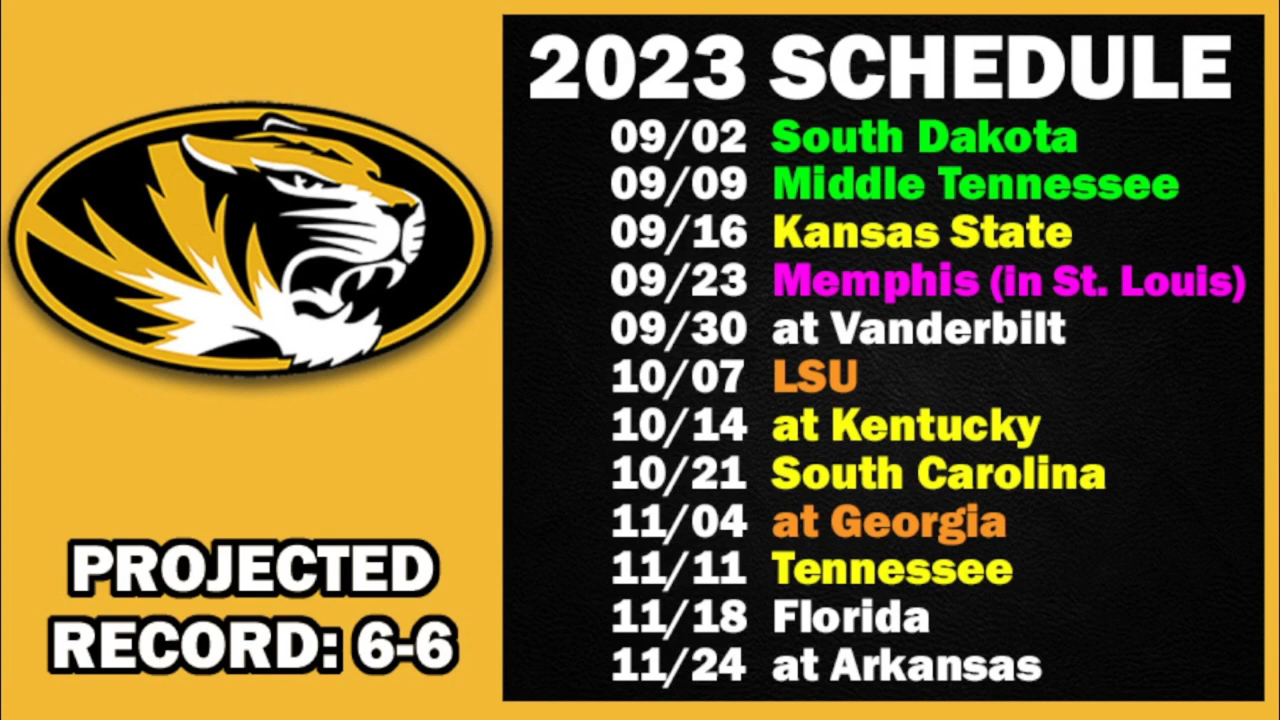 2023 SCHEDULE
09/02 South Dakota
09/09 Middle Tennessee
09/16 Kansas State
09/23 Memphis (in St. Louis)
09/30 at Vanderbilt
10/07 LSU
10/14 at Kentucky
10/21 South Carolina
11/04 at Georgia
11/11 Tennessee
11/18 Florida
11/24 at Arkansas
PROJECTED
RECORD: 6-6